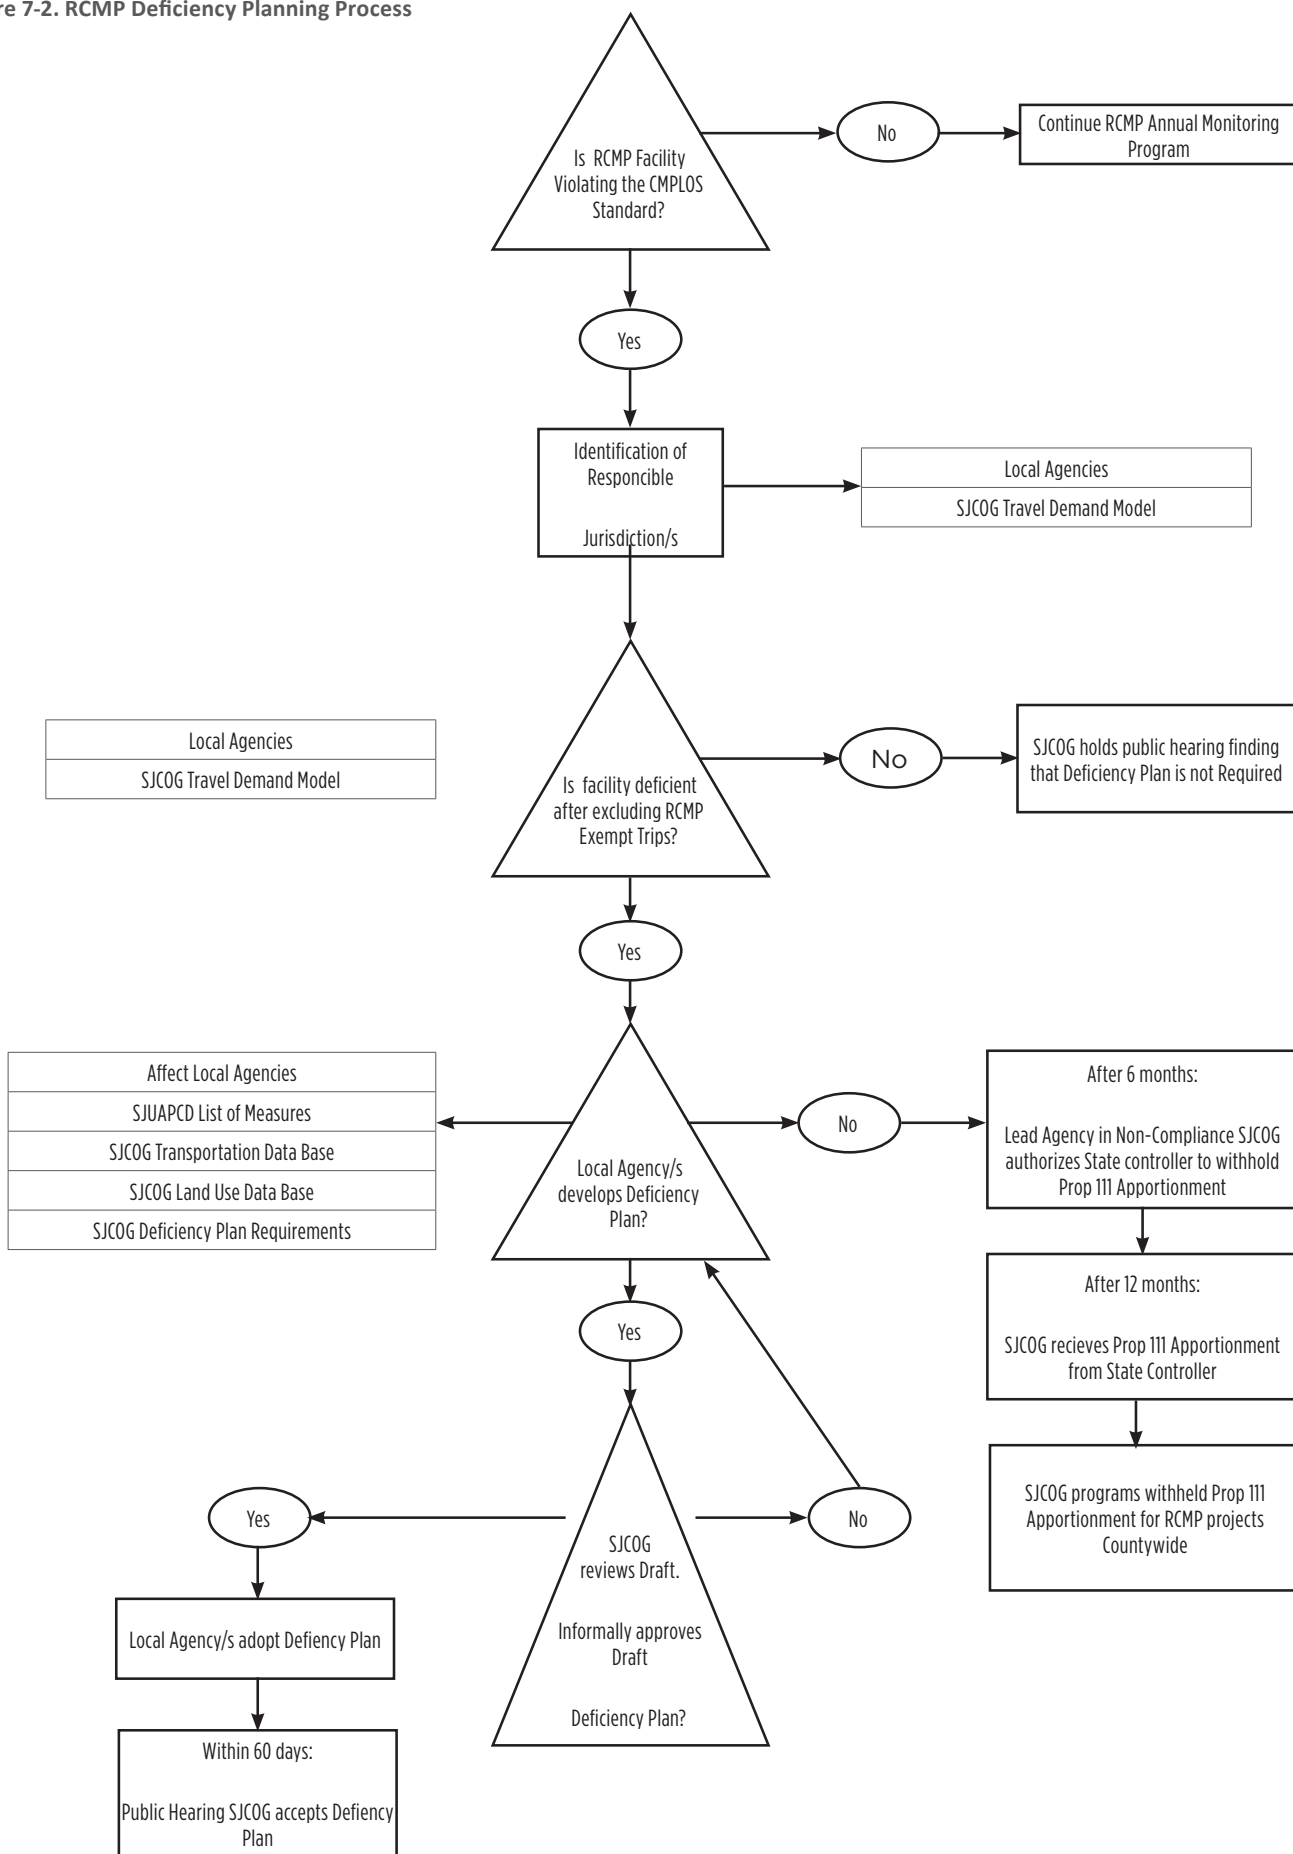 re 7-2. RCMP Deficiency Planning Process
Is RCMP Facility
Violating the CMPLOS
Standard?
No
Continue RCMP Annual Monitoring
Program
Yes
Identification of
Responcible
Jurisdiction/s
Local Agencies
SJCOG Travel Demand Model
Local Agencies
SJCOG Travel Demand Model
Is facility deficient
after excluding RCMP
Exempt Trips?
No
SJCOG holds public hearing finding
that Deficiency Plan is not Required
Yes
Affect Local Agencies
SJUAPCD List of Measures
SJCOG Transportation Data Base
SJCOG Land Use Data Base
SJCOG Deficiency Plan Requirements
Local Agency/s
develops Deficiency
Plan?
No
After 6 months:
Lead Agency in Non-Compliance SJCOG
authorizes State controller to withhold
Prop 111 Apportionment
After 12 months:
SJCOG recieves Prop 111 Apportionment
from State Controller
SJCOG programs withheld Prop 111
Apportionment for RCMP projects
Countywide
Yes
SJCOG
reviews Draft.
Informally approves
Draft
Deficiency Plan?
No
Yes
Local Agency/s adopt Defiency Plan
Within 60 days:
Public Hearing SJCOG accepts Defiency
Plan